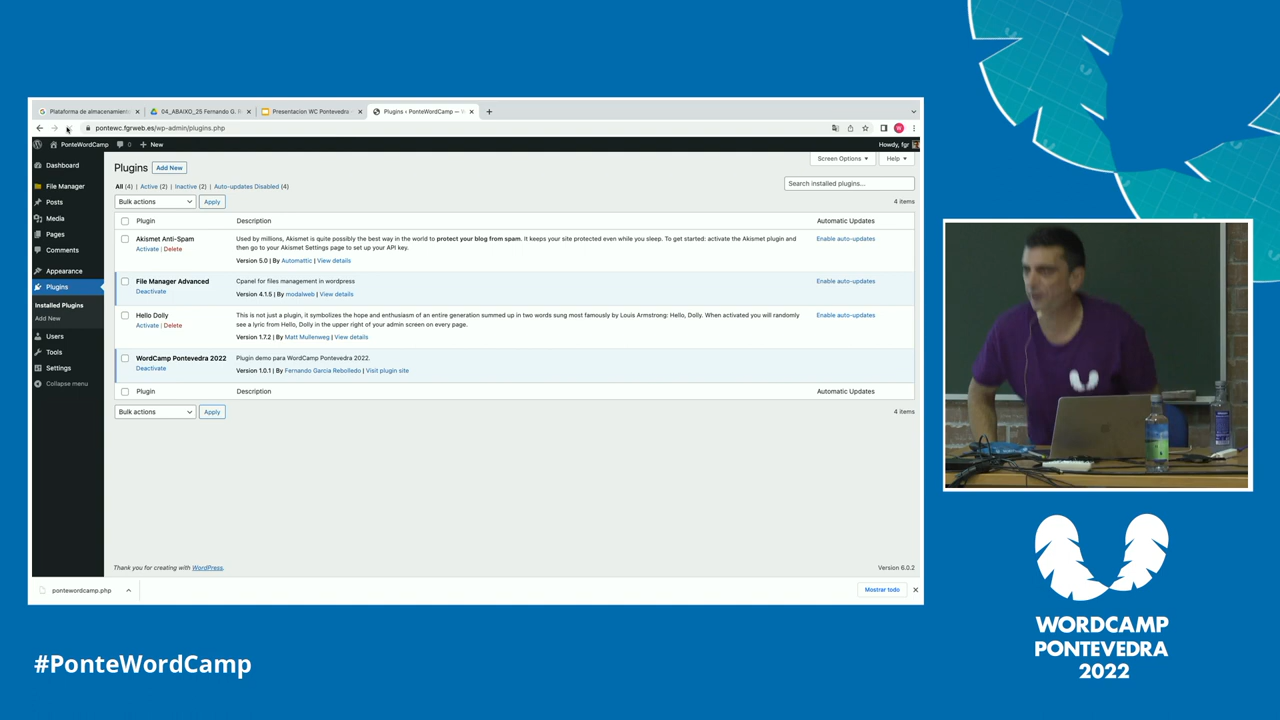 Plataforma de almacenamient
04_ABAIXO_25 Fernando G. R
Presentacion WC Pontevedra
Plugins ‹ PonteWordCamp —
pontewc.fgrweb.es/wp-admin/plugins.php
PonteWordCamp
0
New
Howdy, fgr
Dashboard
File Manager
Posts
Media
Pages
Comments
Appearance
Plugins
Installed Plugins
Add New
Users
Tools
Settings
Collapse menu
Plugins
Add New
Screen Options
Help
All (4) | Active (2) | Inactive (2) | Auto-updates Disabled (4)
Search installed plugins...
Bulk actions
Apply
4 items
Plugin
Description
Automatic Updates
Akismet Anti-Spam
Activate | Delete
Used by millions, Akismet is quite possibly the best way in the world to protect your blog from spam. It keeps your site protected even while you sleep. To get started: activate the Akismet plugin and
then go to your Akismet Settings page to set up your API key.
Version 5.0 | By Automattic | View details
Enable auto-updates
File Manager Advanced
Deactivate
Cpanel for files management in wordpress
Version 4.1.5 | By modalweb | View details
Enable auto-updates
Hello Dolly
Activate | Delete
This is not just a plugin, it symbolizes the hope and enthusiasm of an entire generation summed up in two words sung most famously by Louis Armstrong: Hello, Dolly. When activated you will randomly
see a lyric from Hello, Dolly in the upper right of your admin screen on every page.
Version 1.7.2 | By Matt Mullenweg | View details
Enable auto-updates
WordCamp Pontevedra 2022
Deactivate
Plugin demo para WordCamp Pontevedra 2022.
Version 1.0.1 | By Fernando García Rebolledo | Visit plugin site
Plugin
Description
Automatic Updates
Bulk actions
Apply
4 items
Thank you for creating with WordPress.
Version 6.0.2
pontewordcamp.php
Mostrar todo
#PonteWordCamp
WORDCAMP
PONTEVEDRA
2022